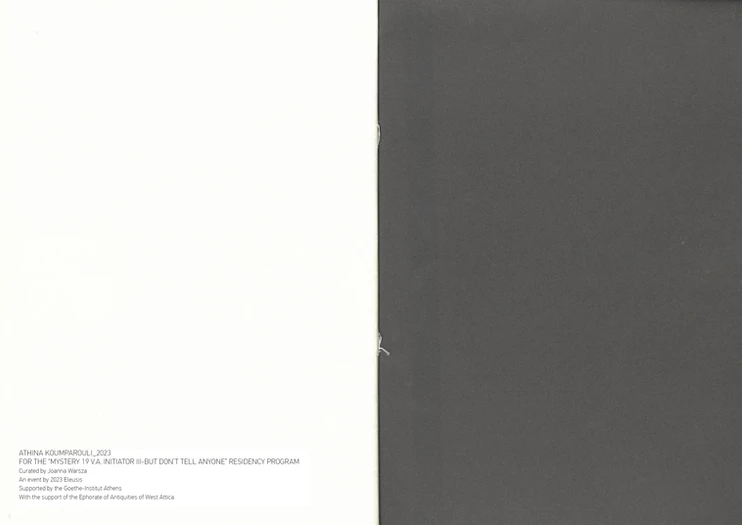 ATHINA KOUMPAROULI_2023
FOR THE "MYSTERY 19 V.A. INITIATOR III-BUT DON'T TELL ANYONE" RESIDENCY PROGRAM
Curated by Joanna Warsza
An event by 2023 Eleusis
Supported by the Goethe-Institut Athens
With the support of the Ephorate of Antiquities of West Attica